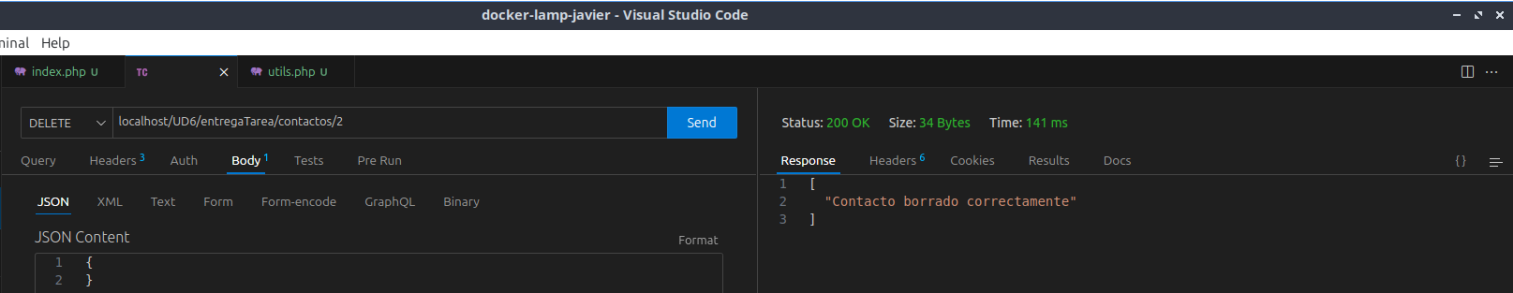 docker-lamp-javier - Visual Studio Code
minal Help
index.php U TC utils.php U
DELETE localhost/UD6/entregaTarea/contactos/2 Send
Status: 200 OK Size: 34 Bytes Time: 141 ms
Query Headers 3 Auth Body 1 Tests Pre Run
Response Headers 6 Cookies Results Docs {}
JSON XML Text Form Form-encode GraphQL Binary
JSON Content Format
1 {
2 }
1 [
2 "Contacto borrado correctamente"
3 ]